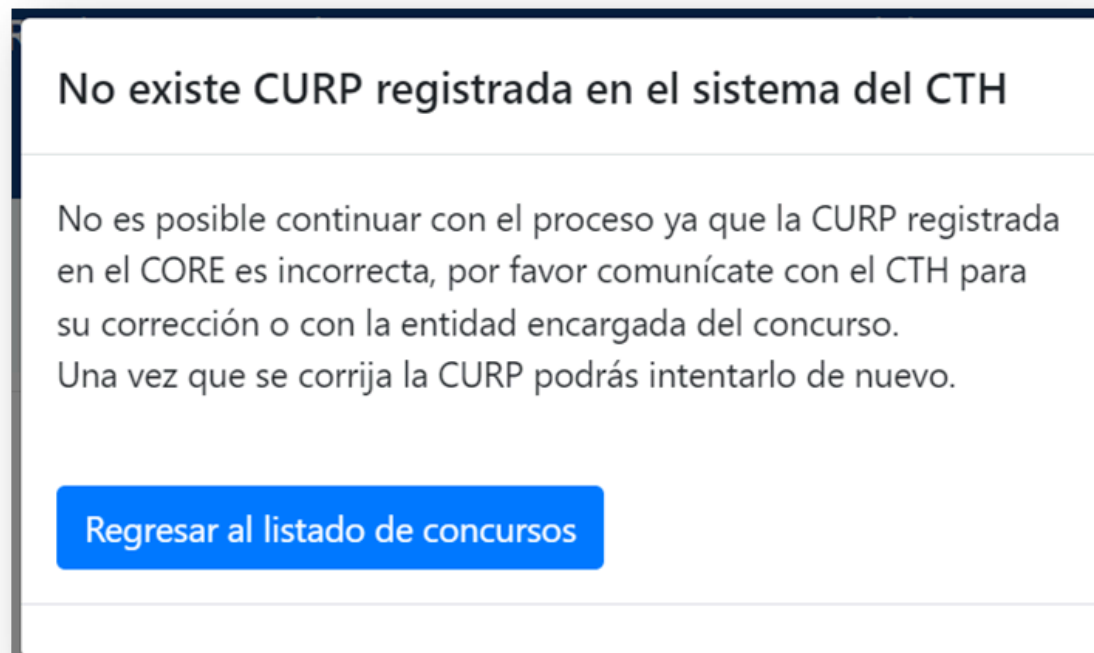 No existe CURP registrada en el sistema del CTH
No es posible continuar con el proceso ya que la CURP registrada
en el CORE es incorrecta, por favor comunícate con el CTH para
su corrección o con la entidad encargada del concurso.
Una vez que se corrija la CURP podrás intentarlo de nuevo.
Regresar al listado de concursos